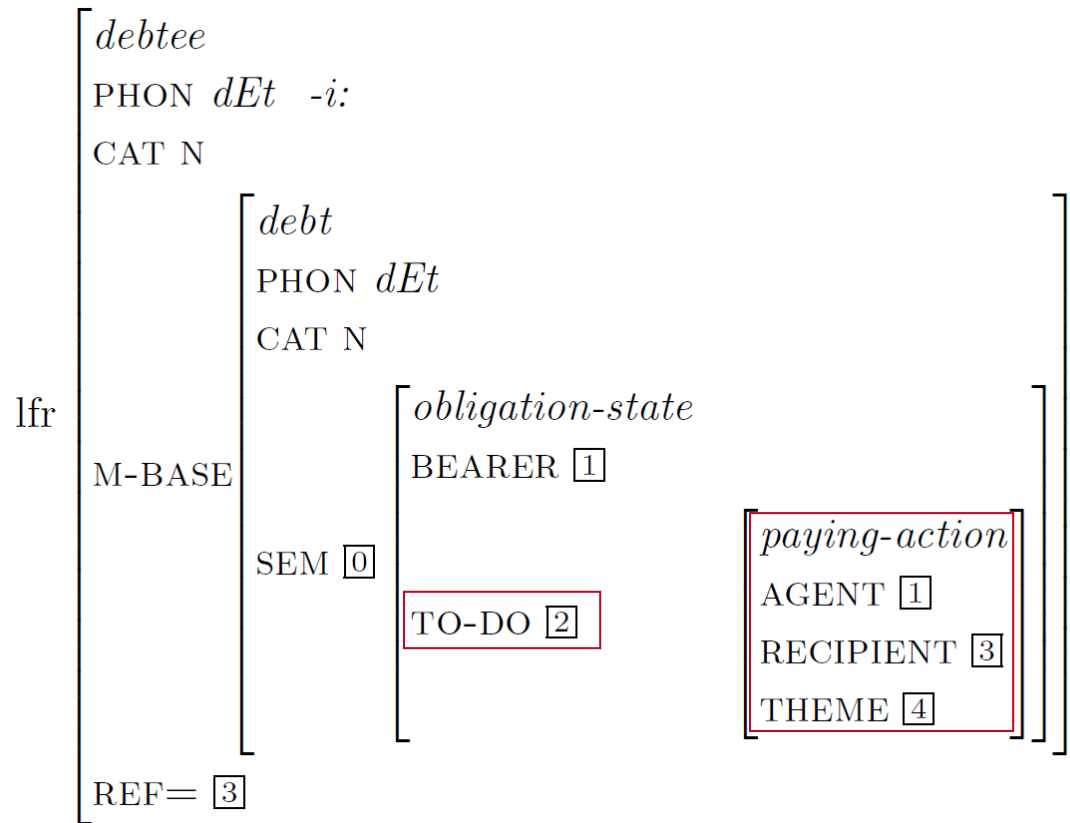 debtee
PHON dEt -i:
CAT N
debt
PHON dEt
CAT N
lfr
obligation-state
BEARER 1
M-BASE
paying-action
SEM 0
AGENT 1
TO-DO 2
RECIPIENT 3
THEME 4
REF= 3